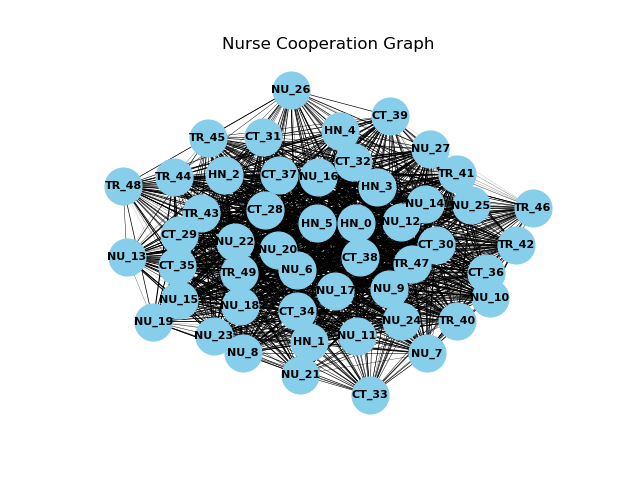 Nurse Cooperation Graph
NU_26
CT_39
HN_4
TR_45
CT_31
NU_27
CT_32
TR_41
HN_2
CT_37
NU_16
TR_44
TR_48
HN_3
NU_14
NU_25
TR_46
CT_28
TR_43
HN_5
HN_0
NU_12
CT_29
NU_22
CT_30
TR_42
NU_20
NU_13
CT_38
TR_47
CT_35
NU_6
TR_49
CT_36
NU_17
NU_9
NU_10
NU_15
NU_18
CT_34
NU_19
NU_24
TR_40
NU_23
NU_11
HN_1
NU_8
NU_7
NU_21
CT_33